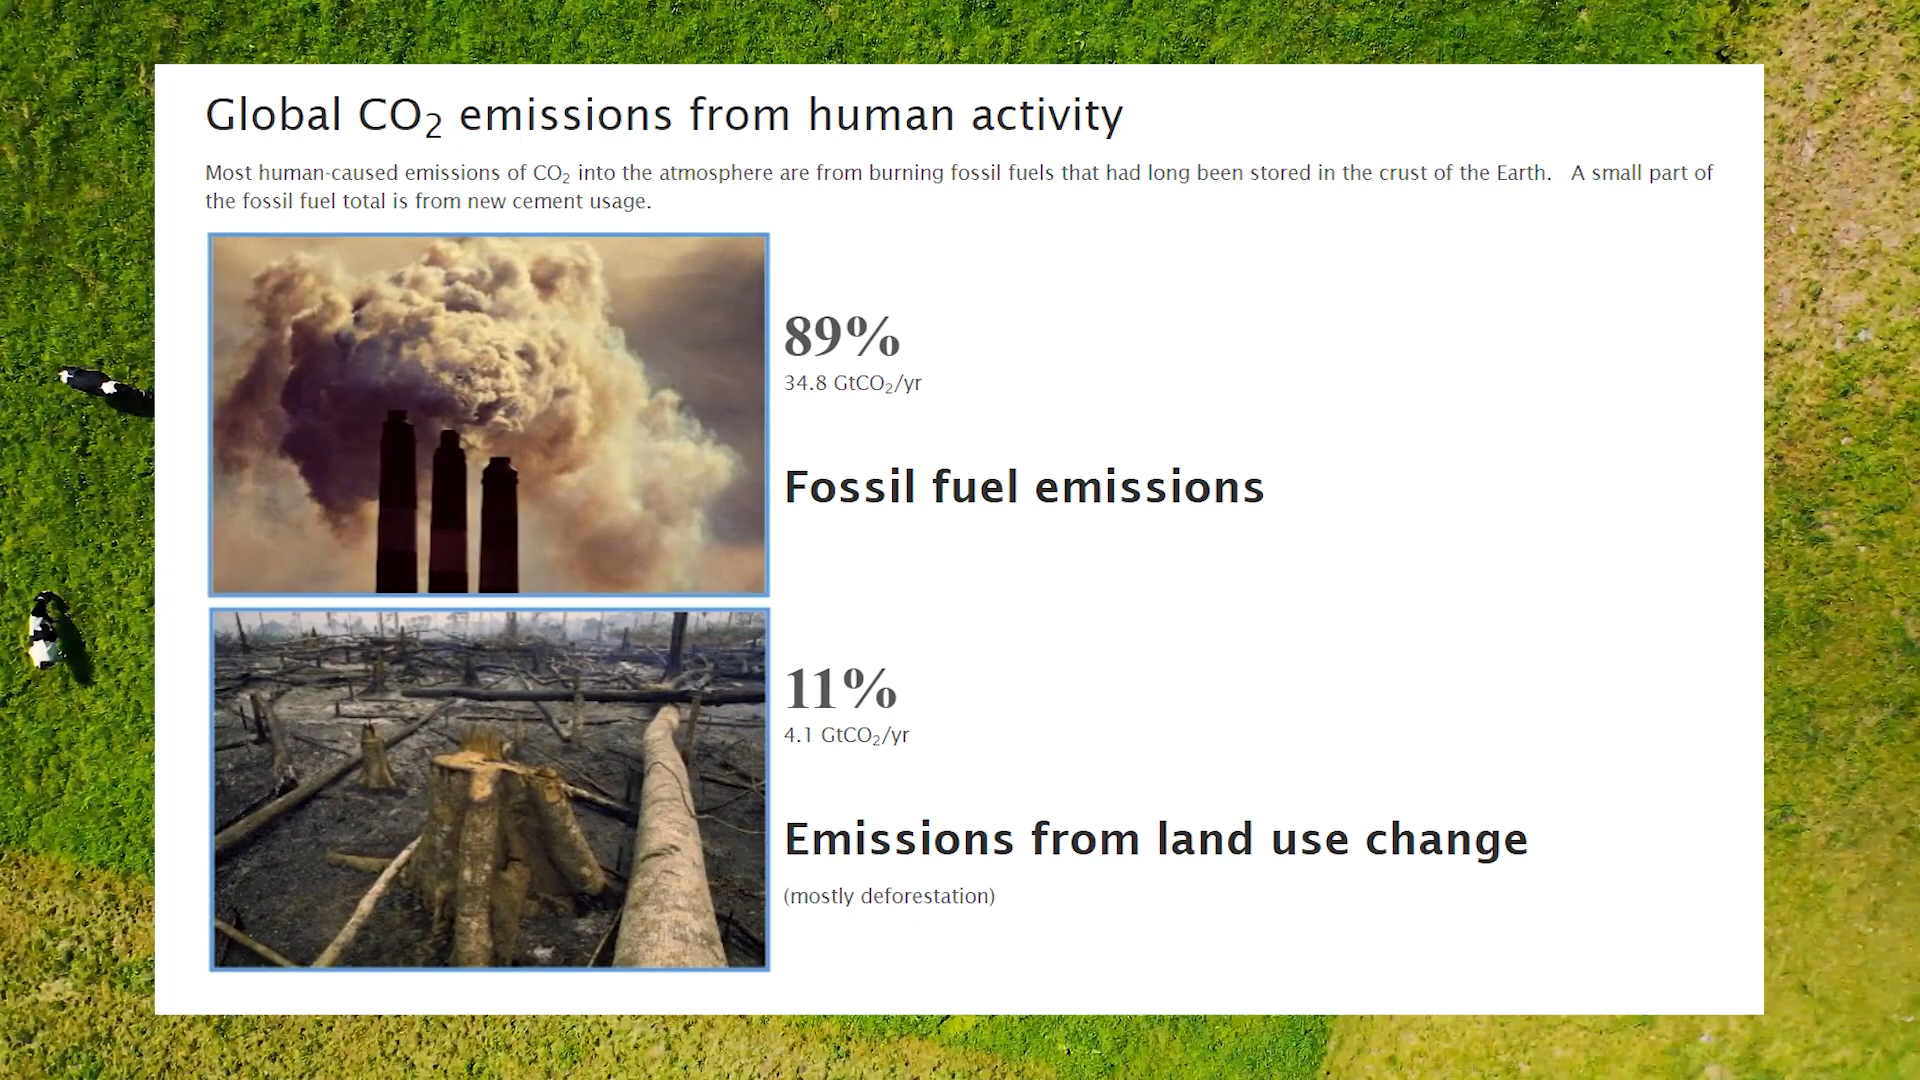 Global CO₂ emissions from human activity
Most human-caused emissions of CO₂ into the atmosphere are from burning fossil fuels that had long been stored in the crust of the Earth. A small part of
the fossil fuel total is from new cement usage.
89%
34.8 GtCO₂/yr
Fossil fuel emissions
11%
4.1 GtCO₂/yr
Emissions from land use change
(mostly deforestation)